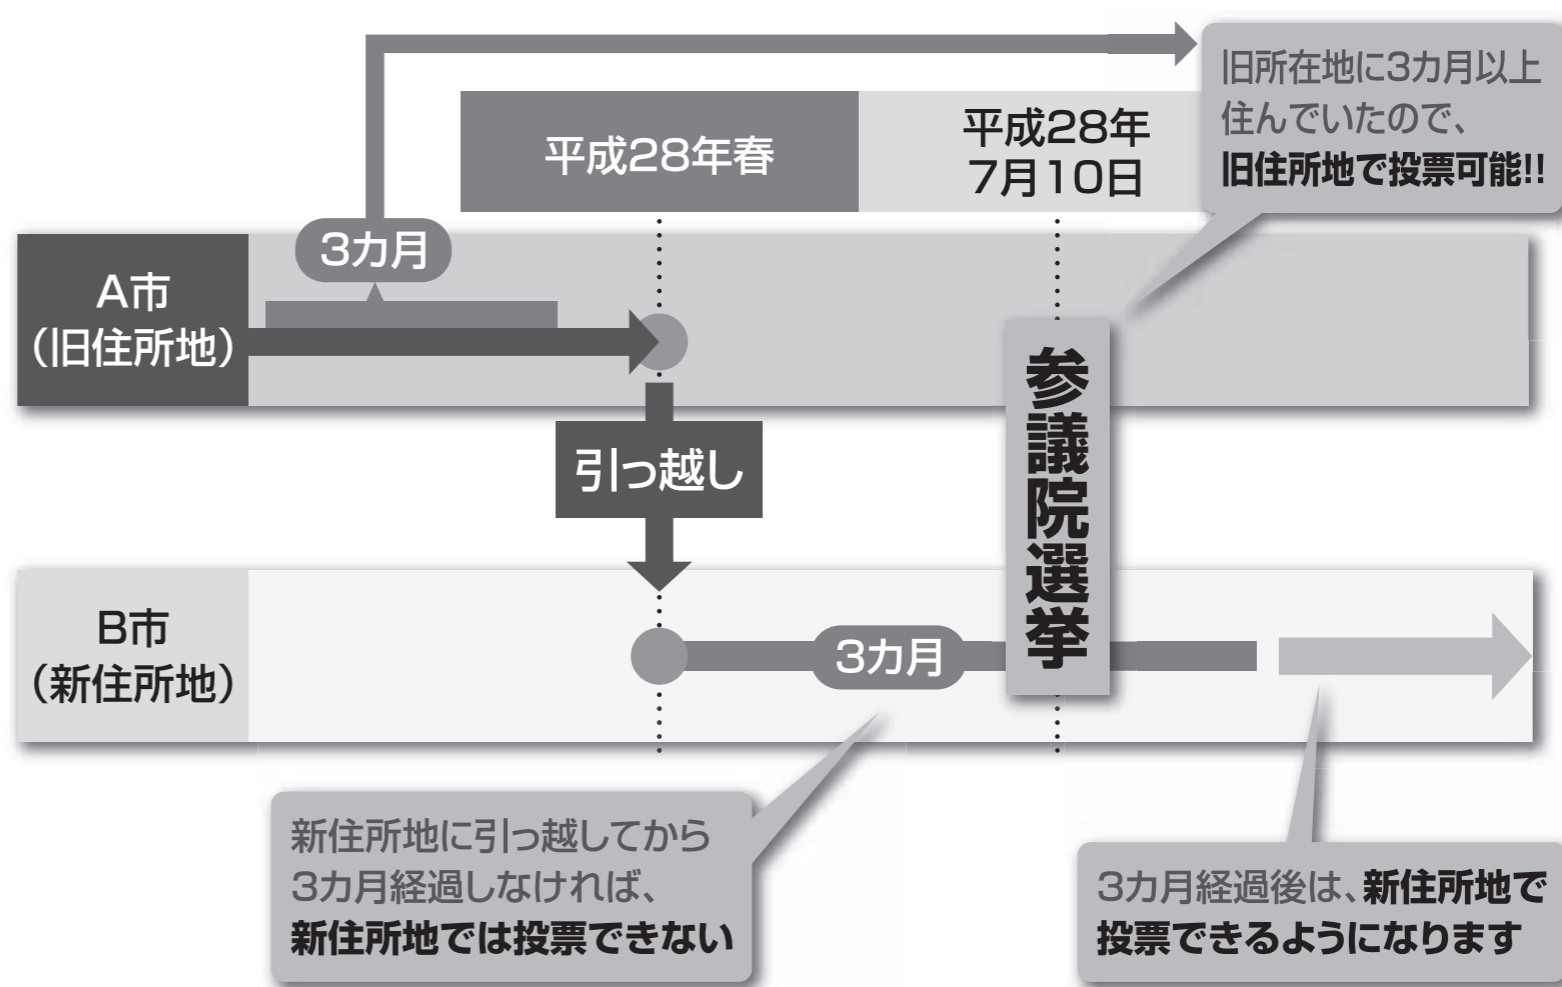 旧所在地に3カ月以上
住んでいたので、
旧住所地で投票可能!!
平成28年春
平成28年
7月10日
3カ月
A市
（旧住所地）
引っ越し
参議院選挙
B市
（新住所地）
3カ月
新住所地に引っ越してから
3カ月経過しなければ、
新住所地では投票できない
3カ月経過後は、新住所地で
投票できるようになります